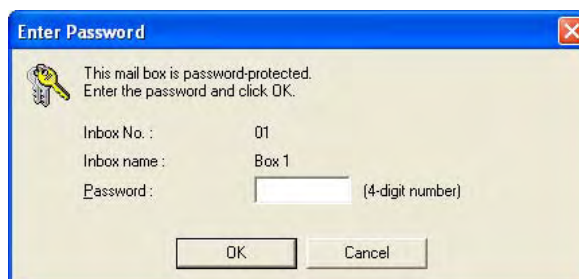 Enter Password
This mail box is password-protected.
Enter the password and click OK.
Inbox No. : 01
Inbox name : Box 1
Password : (4-digit number)
OK Cancel